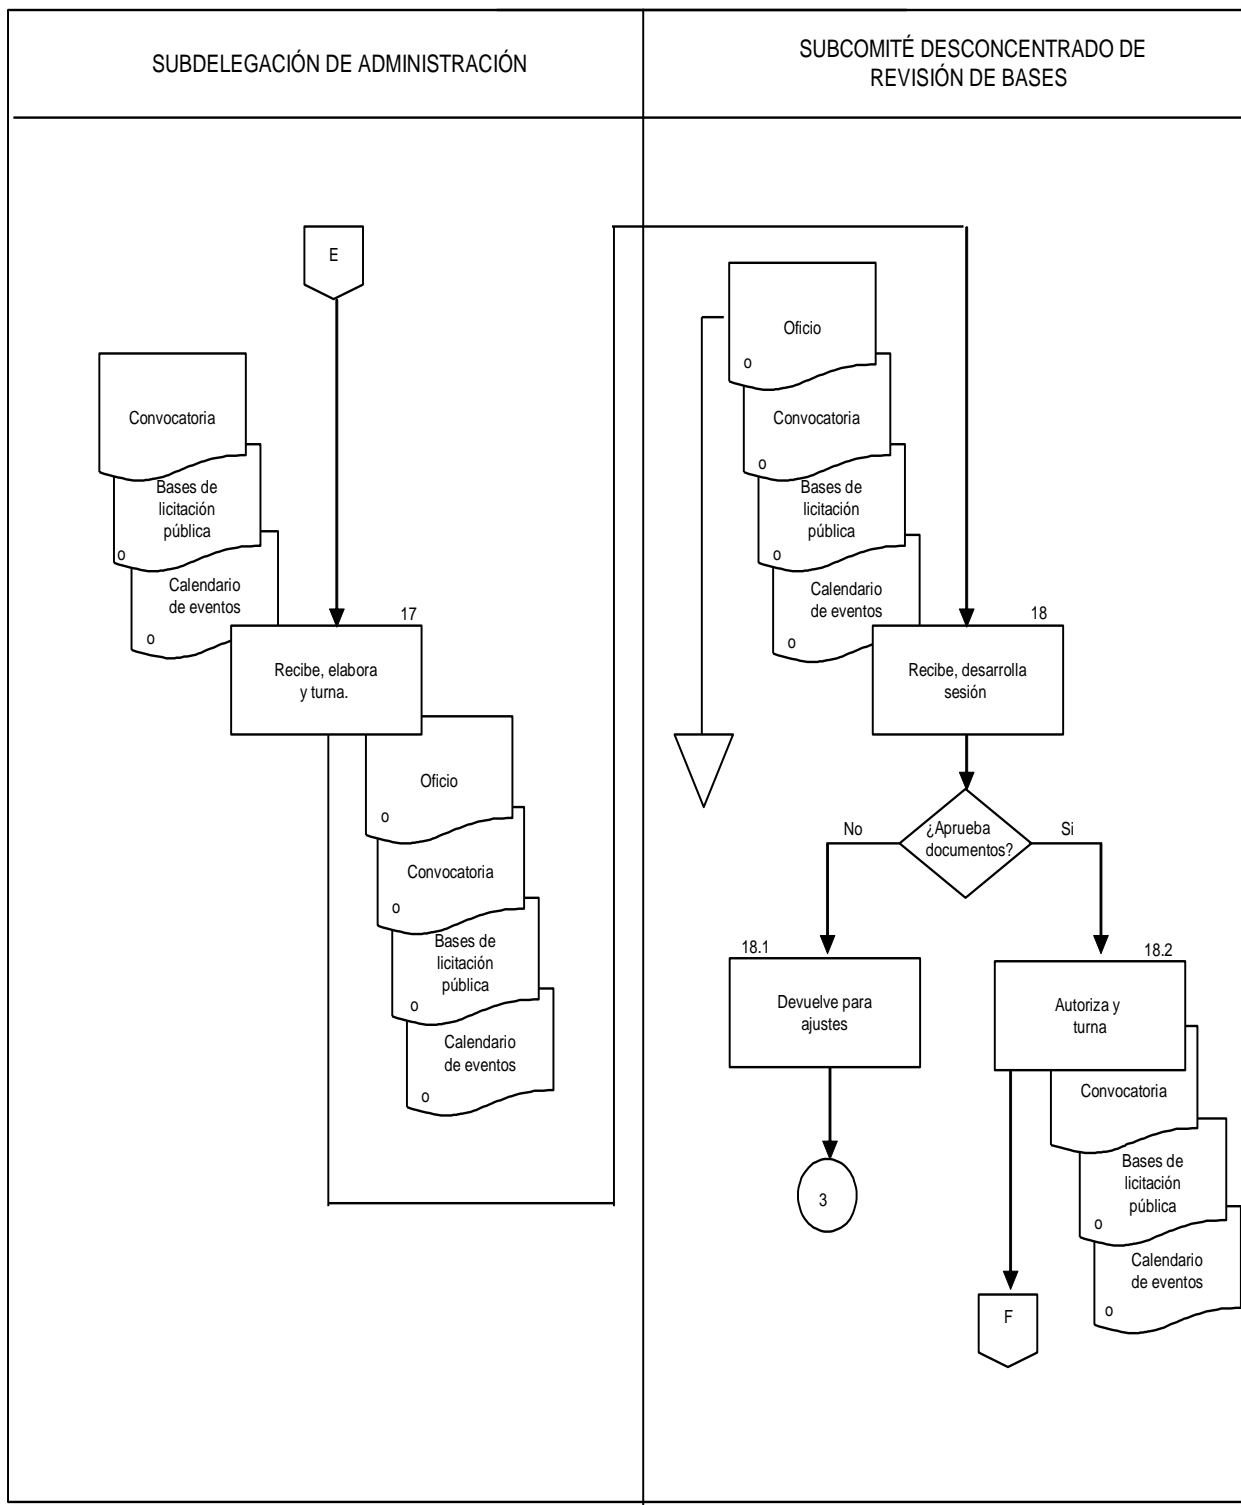 SUBDELEGACIÓN DE ADMINISTRACIÓN
SUBCOMITÉ DESCONCENTRADO DE
REVISIÓN DE BASES
E
Convocatoria
Bases de
licitación
pública
o
Calendario
de eventos
o
17
Recibe, elabora
y turna.
Oficio
o
Convocatoria
o
Bases de
licitación
pública
o
Calendario
de eventos
o
Oficio
o
Convocatoria
o
Bases de
licitación
pública
o
Calendario
de eventos
o
18
Recibe, desarrolla
sesión
¿Aprueba
documentos?
No
Si
18.1
Devuelve para
ajustes
3
18.2
Autoriza y
turna
Convocatoria
Bases de
licitación
pública
o
Calendario
de eventos
o
F